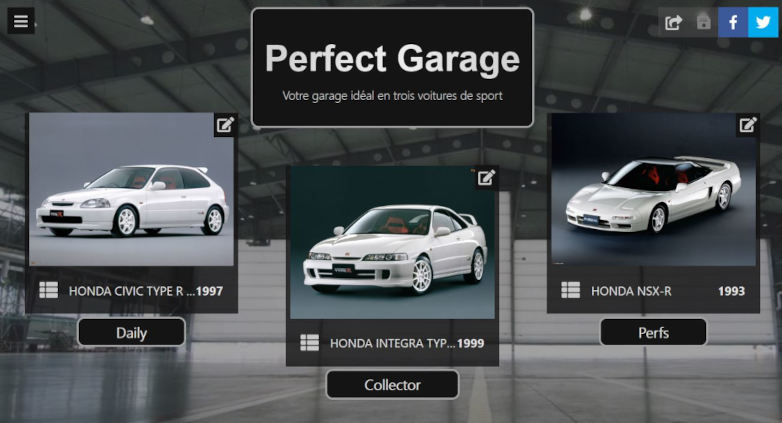 Perfect Garage
Votre garage idéal en trois voitures de sport
HONDA CIVIC TYPE R ...1997
Daily
HONDA INTEGRA TYP...1999
Collector
HONDA NSX-R 1993
Perfs